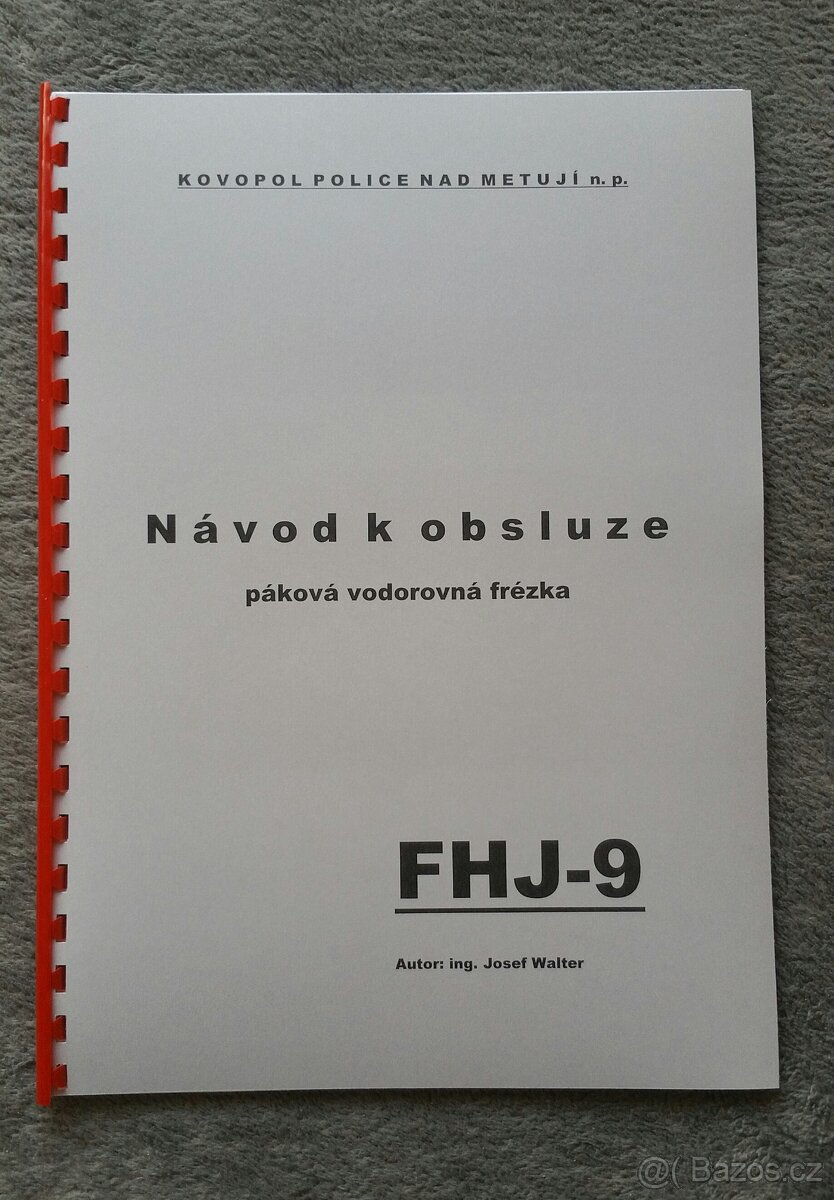 KOVOPOL POLICE NAD METUJÍ n. p.
Návod k obsluze
páková vodorovná frézka
FHJ-9
Autor: ing. Josef Walter
@( Bazos.cz